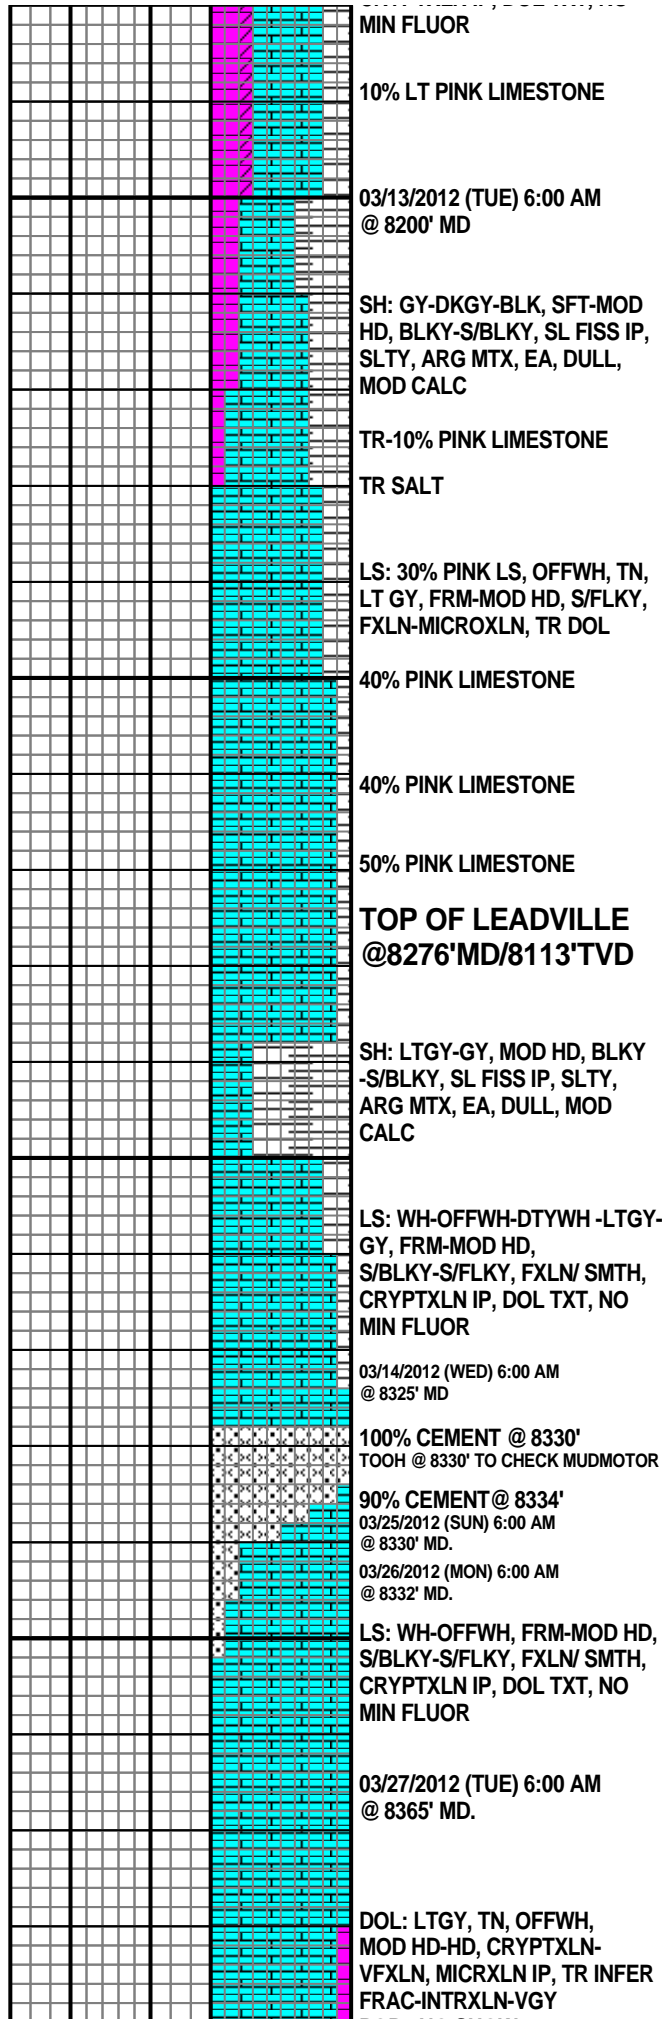 MIN FLUOR
10% LT PINK LIMESTONE
03/13/2012 (TUE) 6:00 AM
@ 8200' MD
SH: GY-DKGY-BLK, SFT-MOD
HD, BLKY-S/BLKY, SL FISS IP,
SLTY, ARG MTX, EA, DULL,
MOD CALC
TR-10% PINK LIMESTONE
TR SALT
LS: 30% PINK LS, OFFWH, TN,
LT GY, FRM-MOD HD, S/FLKY,
FXLN-MICROXLN, TR DOL
40% PINK LIMESTONE
40% PINK LIMESTONE
50% PINK LIMESTONE
TOP OF LEADVILLE
@8276'MD/8113'TVD
SH: LTGY-GY, MOD HD, BLKY
-S/BLKY, SL FISS IP, SLTY,
ARG MTX, EA, DULL, MOD
CALC
LS: WH-OFFWH-DTYWH -LTGY-
GY, FRM-MOD HD,
S/BLKY-S/FLKY, FXLN/ SMTH,
CRYPTXLN IP, DOL TXT, NO
MIN FLUOR
03/14/2012 (WED) 6:00 AM
@ 8325' MD
100% CEMENT @ 8330'
TOOH @ 8330' TO CHECK MUDMOTOR
90% CEMENT@ 8334'
03/25/2012 (SUN) 6:00 AM
@ 8330' MD.
03/26/2012 (MON) 6:00 AM
@ 8332' MD.
LS: WH-OFFWH, FRM-MOD HD,
S/BLKY-S/FLKY, FXLN/ SMTH,
CRYPTXLN IP, DOL TXT, NO
MIN FLUOR
03/27/2012 (TUE) 6:00 AM
@ 8365' MD.
DOL: LTGY, TN, OFFWH,
MOD HD-HD, CRYPTXLN-
VFXLN, MICRXLN IP, TR INFER
FRAC-INTRXLN-VGY